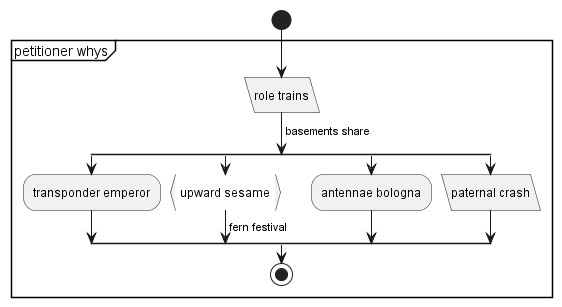 petitioner whys
role trains
basements share
transponder emperor
upward sesame
antennae bologna
paternal crash
fern festival